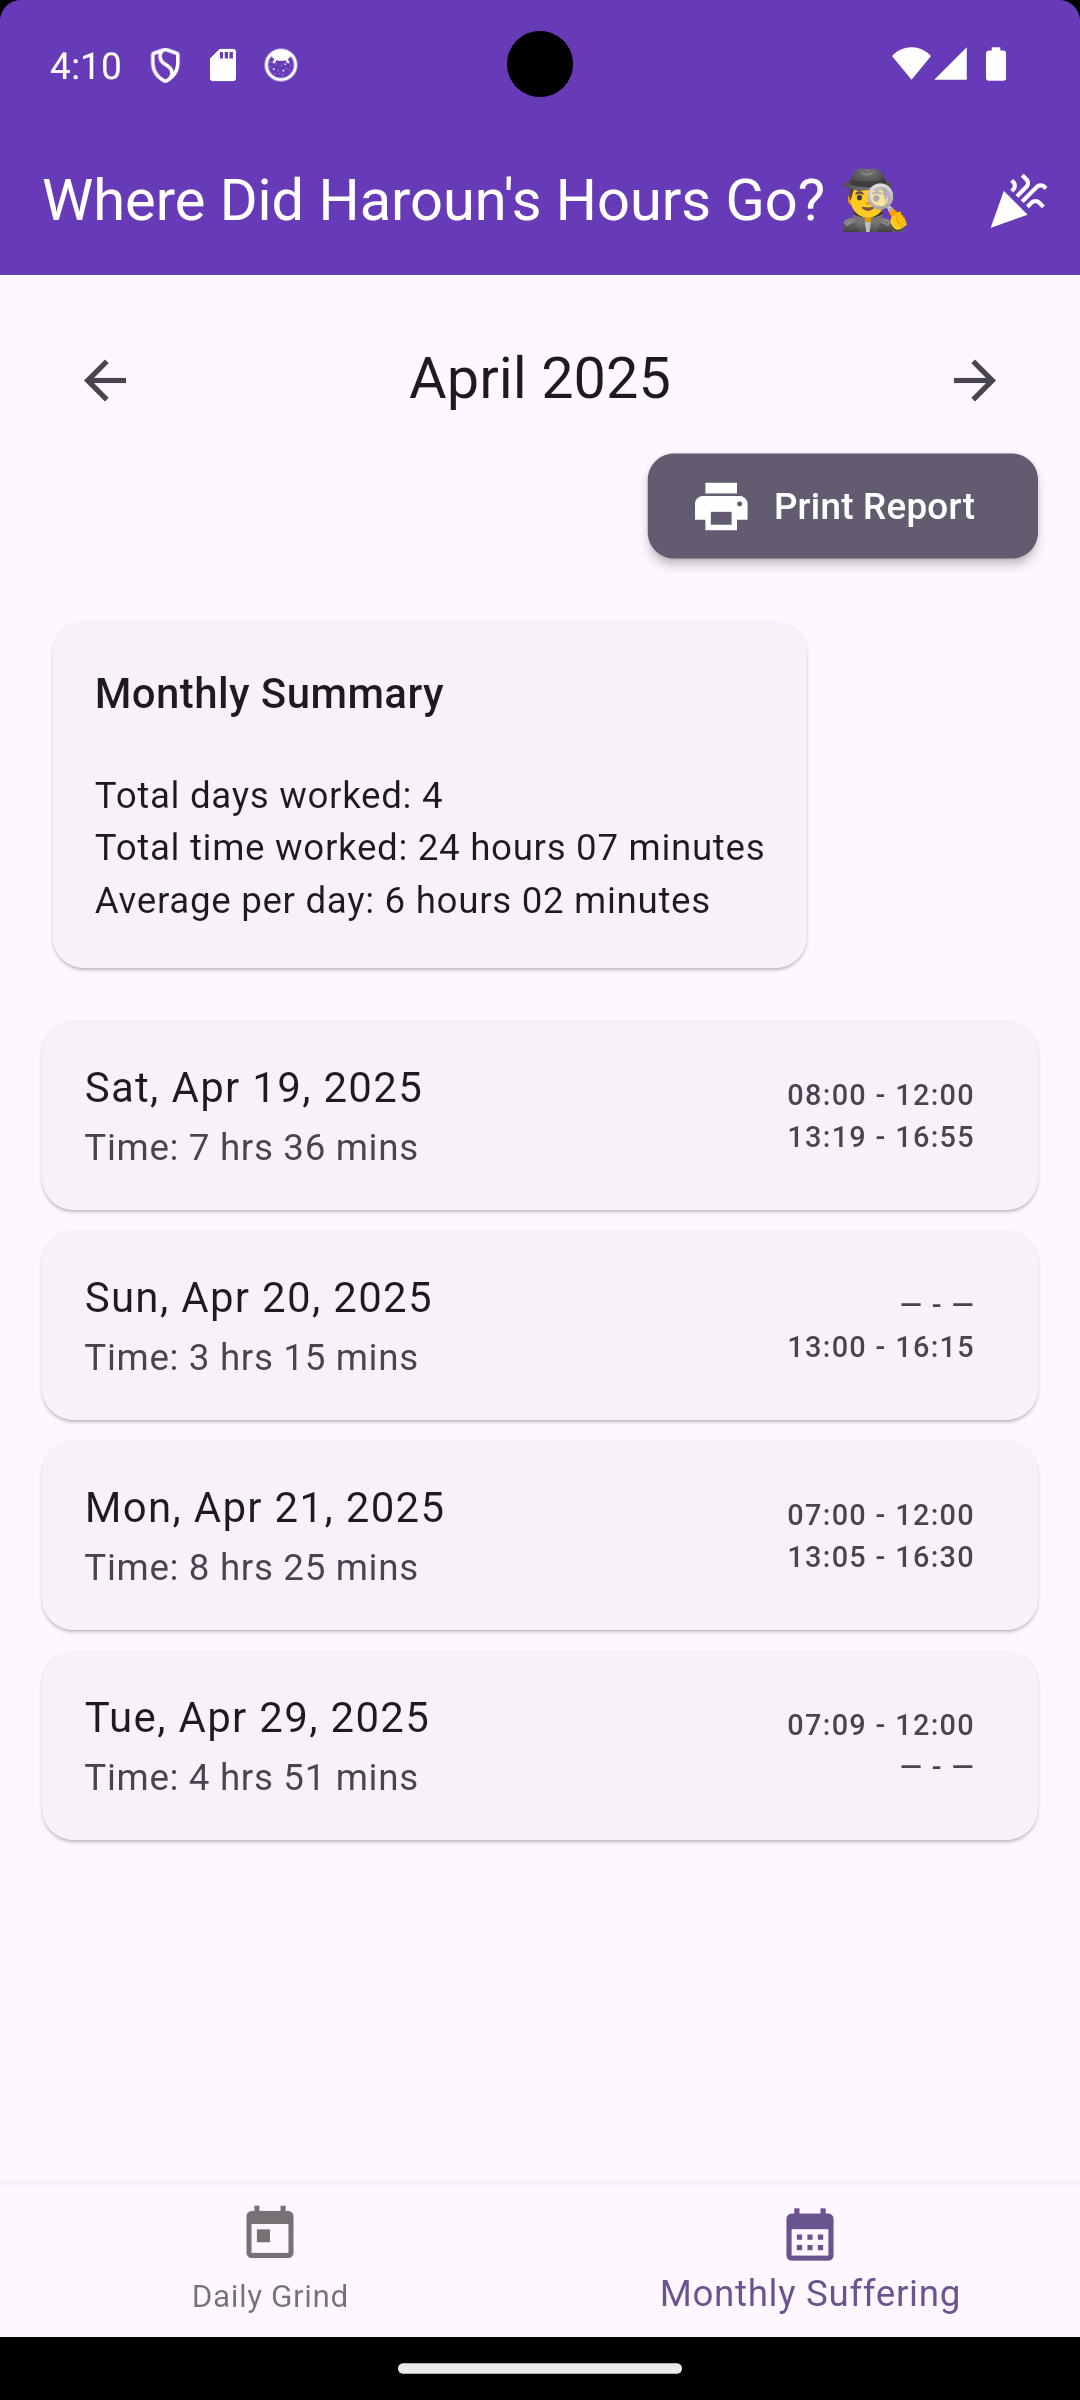 4:10
Where Did Haroun's Hours Go? 🕵️
April 2025
Print Report
Monthly Summary
Total days worked: 4
Total time worked: 24 hours 07 minutes
Average per day: 6 hours 02 minutes
Sat, Apr 19, 2025
Time: 7 hrs 36 mins
08:00 - 12:00
13:19 - 16:55
Sun, Apr 20, 2025
Time: 3 hrs 15 mins
— - —
13:00 - 16:15
Mon, Apr 21, 2025
Time: 8 hrs 25 mins
07:00 - 12:00
13:05 - 16:30
Tue, Apr 29, 2025
Time: 4 hrs 51 mins
07:09 - 12:00
— - —
Daily Grind
Monthly Suffering